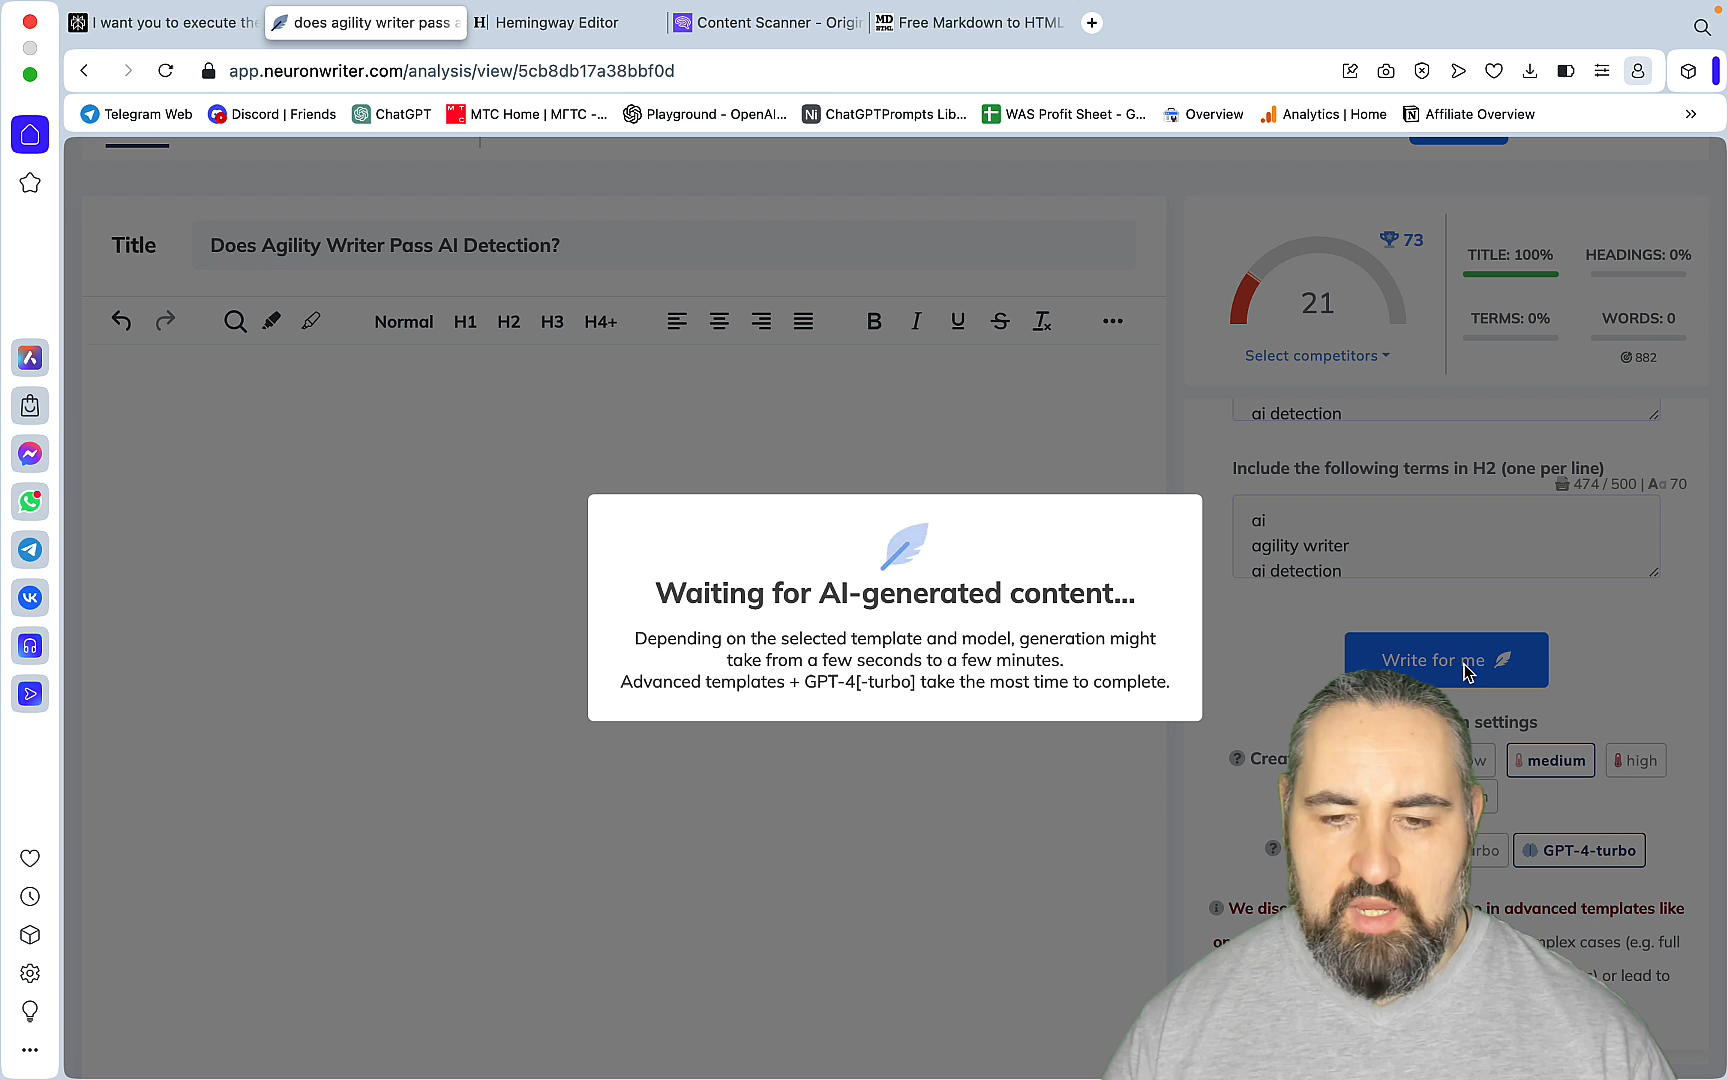 I want you to execute the
does agility writer pass a
H Hemingway Editor
Content Scanner - Origin
MD HTML Free Markdown to HTML
app.neuronwriter.com/analysis/view/5cb8db17a38bbf0d
Telegram Web
Discord | Friends
ChatGPT
МТС Home | МГТС -...
Playground - OpenAI...
Ni ChatGPTPrompts Lib...
WAS Profit Sheet - G...
Overview
Analytics | Home
Affiliate Overview
Title
Does Agility Writer Pass AI Detection?
73
21
Select competitors
TITLE: 100%
HEADINGS: 0%
TERMS: 0%
WORDS: 0
882
Normal H1 H2 H3 H4+
B I U S Tx
ai detection
Include the following terms in H2 (one per line)
474 / 500 | Aa 70
ai
agility writer
ai detection
Waiting for AI-generated content...
Depending on the selected template and model, generation might
take from a few seconds to a few minutes.
Advanced templates + GPT-4[-turbo] take the most time to complete.
Write for me
settings
medium
high
GPT-4-turbo
in advanced templates like
cases (e.g. full
or lead to